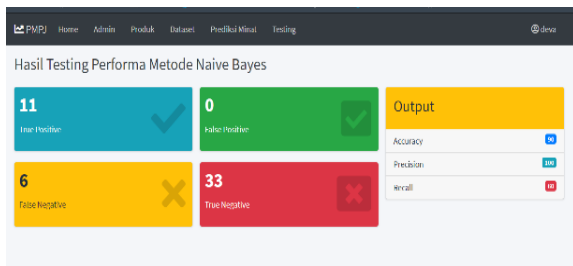 PMPJ Home Admin Produk Dataset Prediksi Minat Testing deva
Hasil Testing Performa Metode Naive Bayes
11
True Positive
0
False Positive
6
False Negative
33
True Negative
Output
Accuracy 90
Precision 100
Recall 60